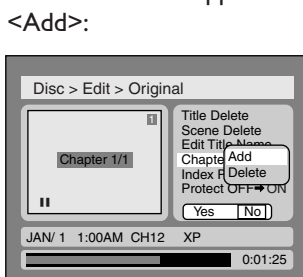 <Add>:
Disc > Edit > Original
1
Chapter 1/1
Title Delete
Scene Delete
Edit Title Name
Chapte
Add
Delete
Index P
Protect OFF➡ON
Yes No
JAN/ 1 1:00AM CH12 XP
0:01:25